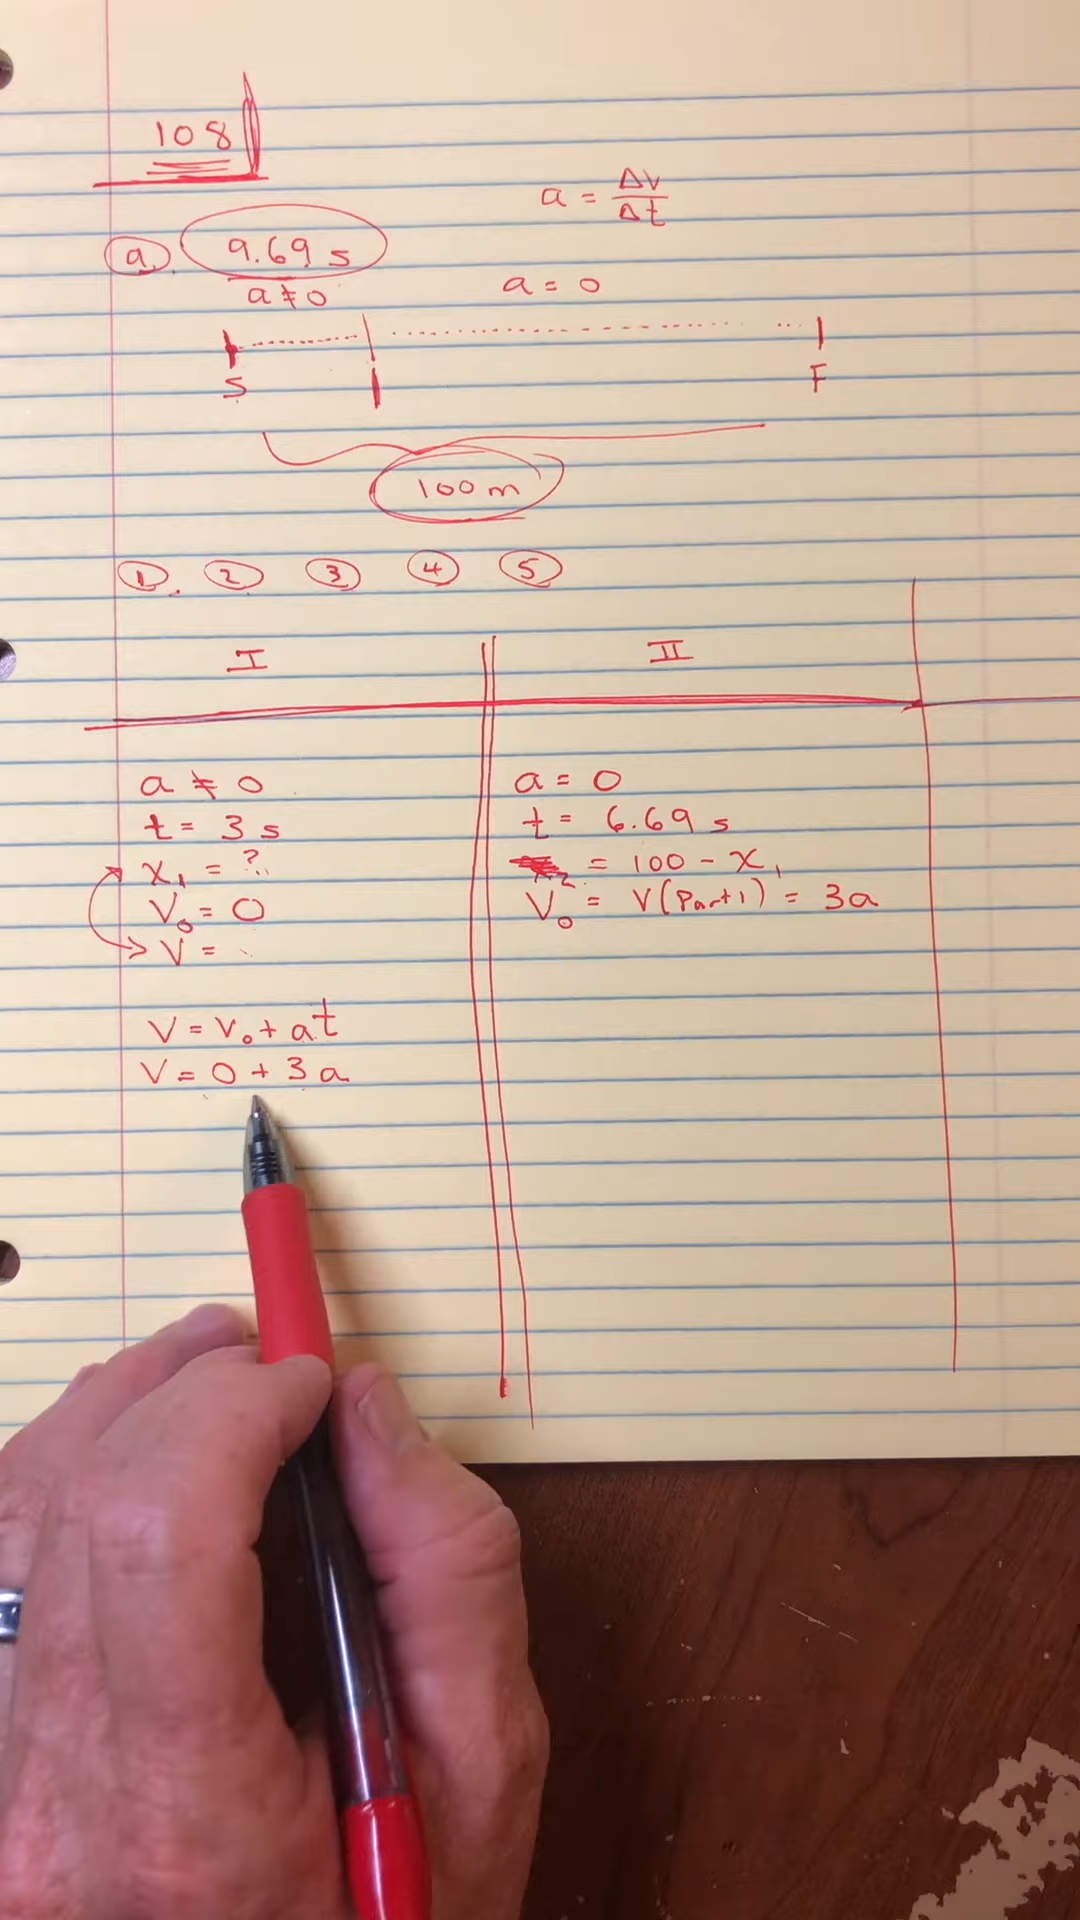 108
a = Δv/Δt
a. 9.69 s
a ≠ 0
a = 0
S F
100 m
1. 2 3 4 5
I II
a ≠ 0
t = 3 s
x₁ = ?
V₀ = 0
V =
V = V₀ + at
V = 0 + 3a
a = 0
t = 6.69 s
x₂ = 100 - x₁
V₀ = V(Part 1) = 3a